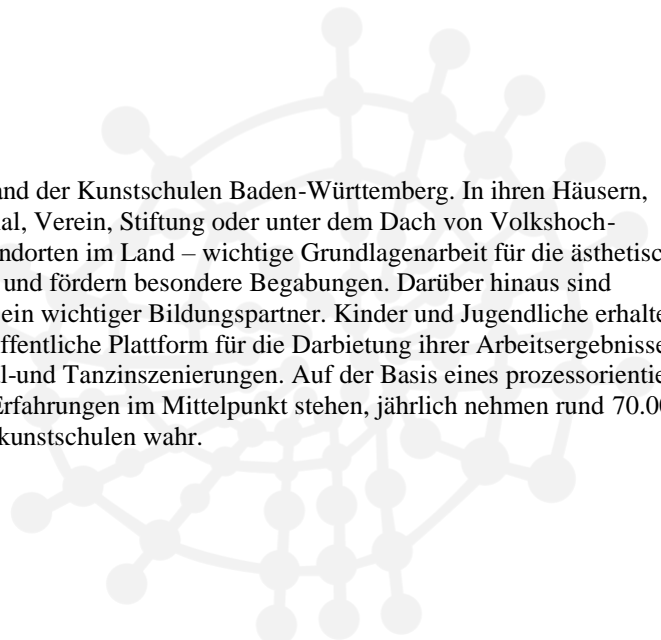 and der Kunstschulen Baden-Württemberg. In ihren Häusern,
al, Verein, Stiftung oder unter dem Dach von Volkshoch-
ndorten im Land – wichtige Grundlagenarbeit für die ästhetisc
und fördern besondere Begabungen. Darüber hinaus sind
ein wichtiger Bildungspartner. Kinder und Jugendliche erhalte
ffentliche Plattform für die Darbietung ihrer Arbeitsergebnisse
l-und Tanzinszenierungen. Auf der Basis eines prozessorientie
Erfahrungen im Mittelpunkt stehen, jährlich nehmen rund 70.00
kunstschulen wahr.